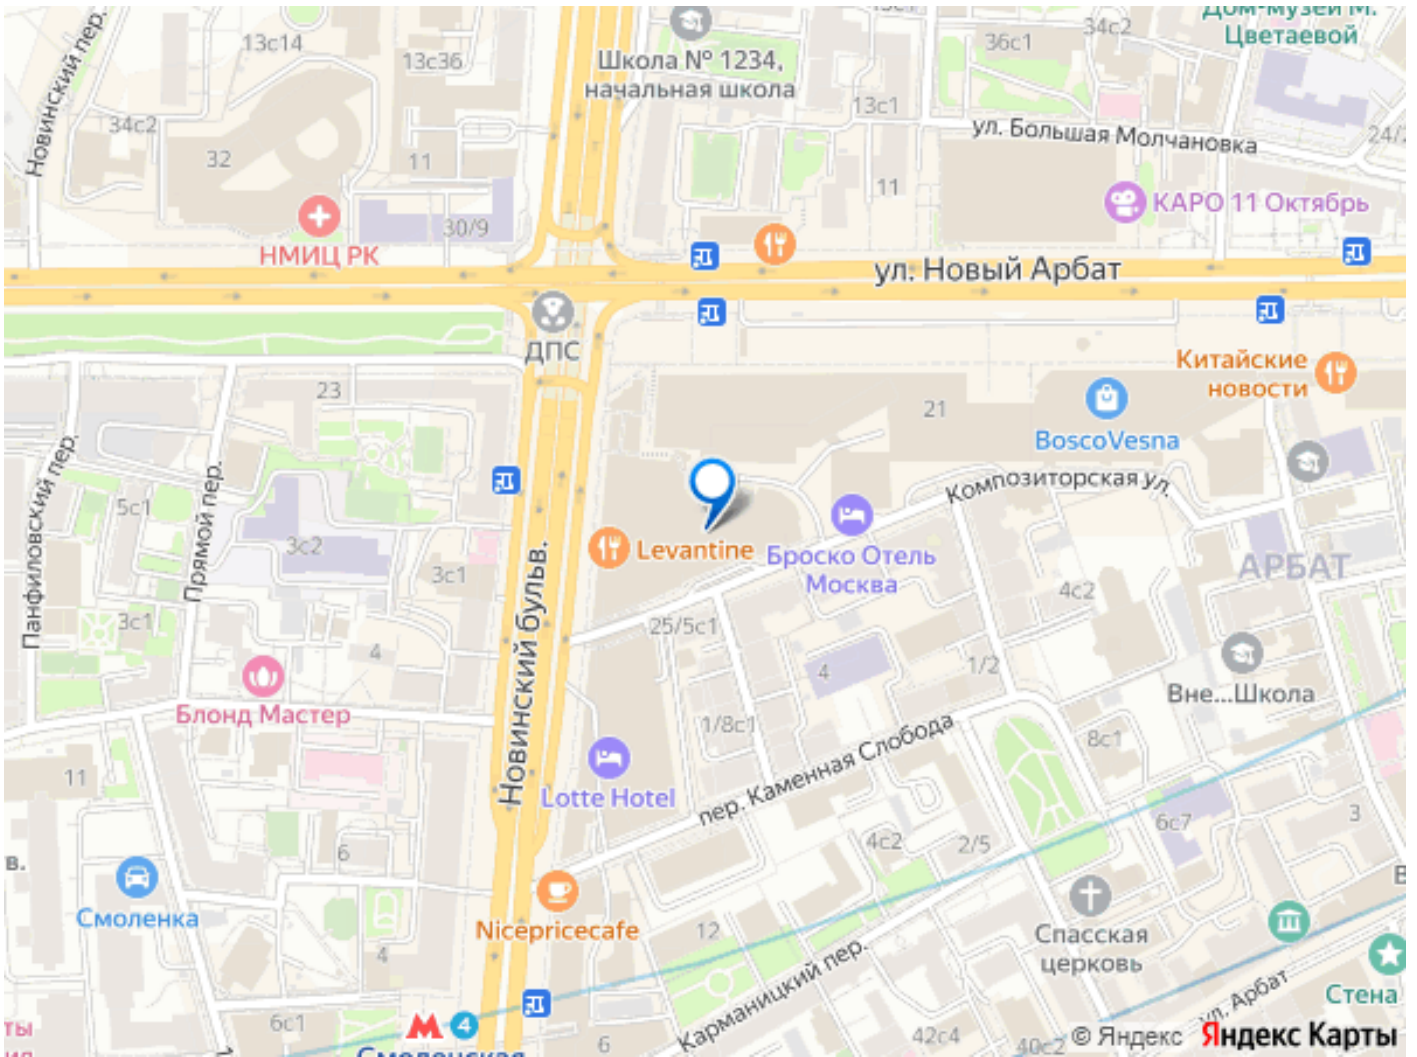 Дом-музей М.
Цветаевой
34с2
36с1
13с14
13с36
Школа № 1234,
начальная школа
13с1
Новинский пер.
34с2
32
11
ул. Большая Молчановка
11
КАРО 11 Октябрь
30/9
НМИЦ РК
ул. Новый Арбат
ДПС
Китайские
новости
23
21
BoscoVesna
Композиторская ул.
Панфиловский пер.
Прямой пер.
5с1
3с2
3с1
Levantine
Броско Отель
Москва
АРБАТ
4с2
3с1
4
25/5с1
4
1/2
Новинский бульв.
Вне...Школа
Блонд Мастер
1/8с1
8с1
пер. Каменная Слобода
11
Lotte Hotel
6с7
3
6
4с2
2/5
Смоленка
Nicepricecafe
12
Спасская
церковь
4
Карманицкий пер.
Стена
ул. Арбат
6с1
4
Смоленская
6
42с4
40с2
© Яндекс
Яндекс Карты